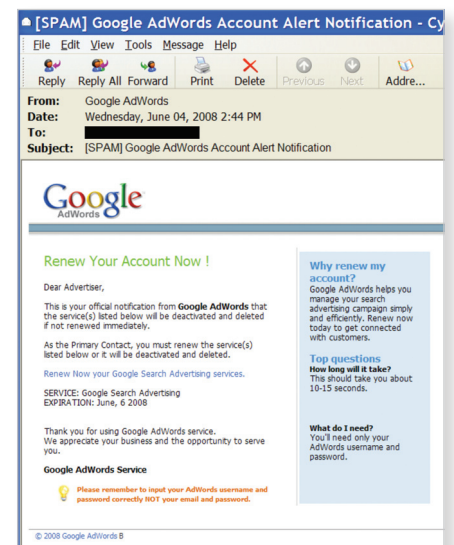 [SPAM] Google AdWords Account Alert Notification - Cy
File Edit View Tools Message Help
Reply Reply All Forward Print Delete Previous Next Addre...
From: Google AdWords
Date: Wednesday, June 04, 2008 2:44 PM
To:
Subject: [SPAM] Google AdWords Account Alert Notification
Google
AdWords
Renew Your Account Now !
Dear Advertiser,
This is your official notification from Google AdWords that
the service(s) listed below will be deactivated and deleted
if not renewed immediately.
As the Primary Contact, you must renew the service(s)
listed below or it will be deactivated and deleted.
Renew Now your Google Search Advertising services.
SERVICE: Google Search Advertising
EXPIRATION: June, 6 2008
Thank you for using Google AdWords service.
We appreciate your business and the opportunity to serve
you.
Google AdWords Service
Please remember to input your AdWords username and
password correctly NOT your email and password.
Why renew my
account?
Google AdWords helps you
manage your search
advertising campaign simply
and efficiently. Renew now
today to get connected
with customers.
Top questions
How long will it take?
This should take you about
10-15 seconds.
What do I need?
You'll need only your
AdWords username and
password.
© 2008 Google AdWords B